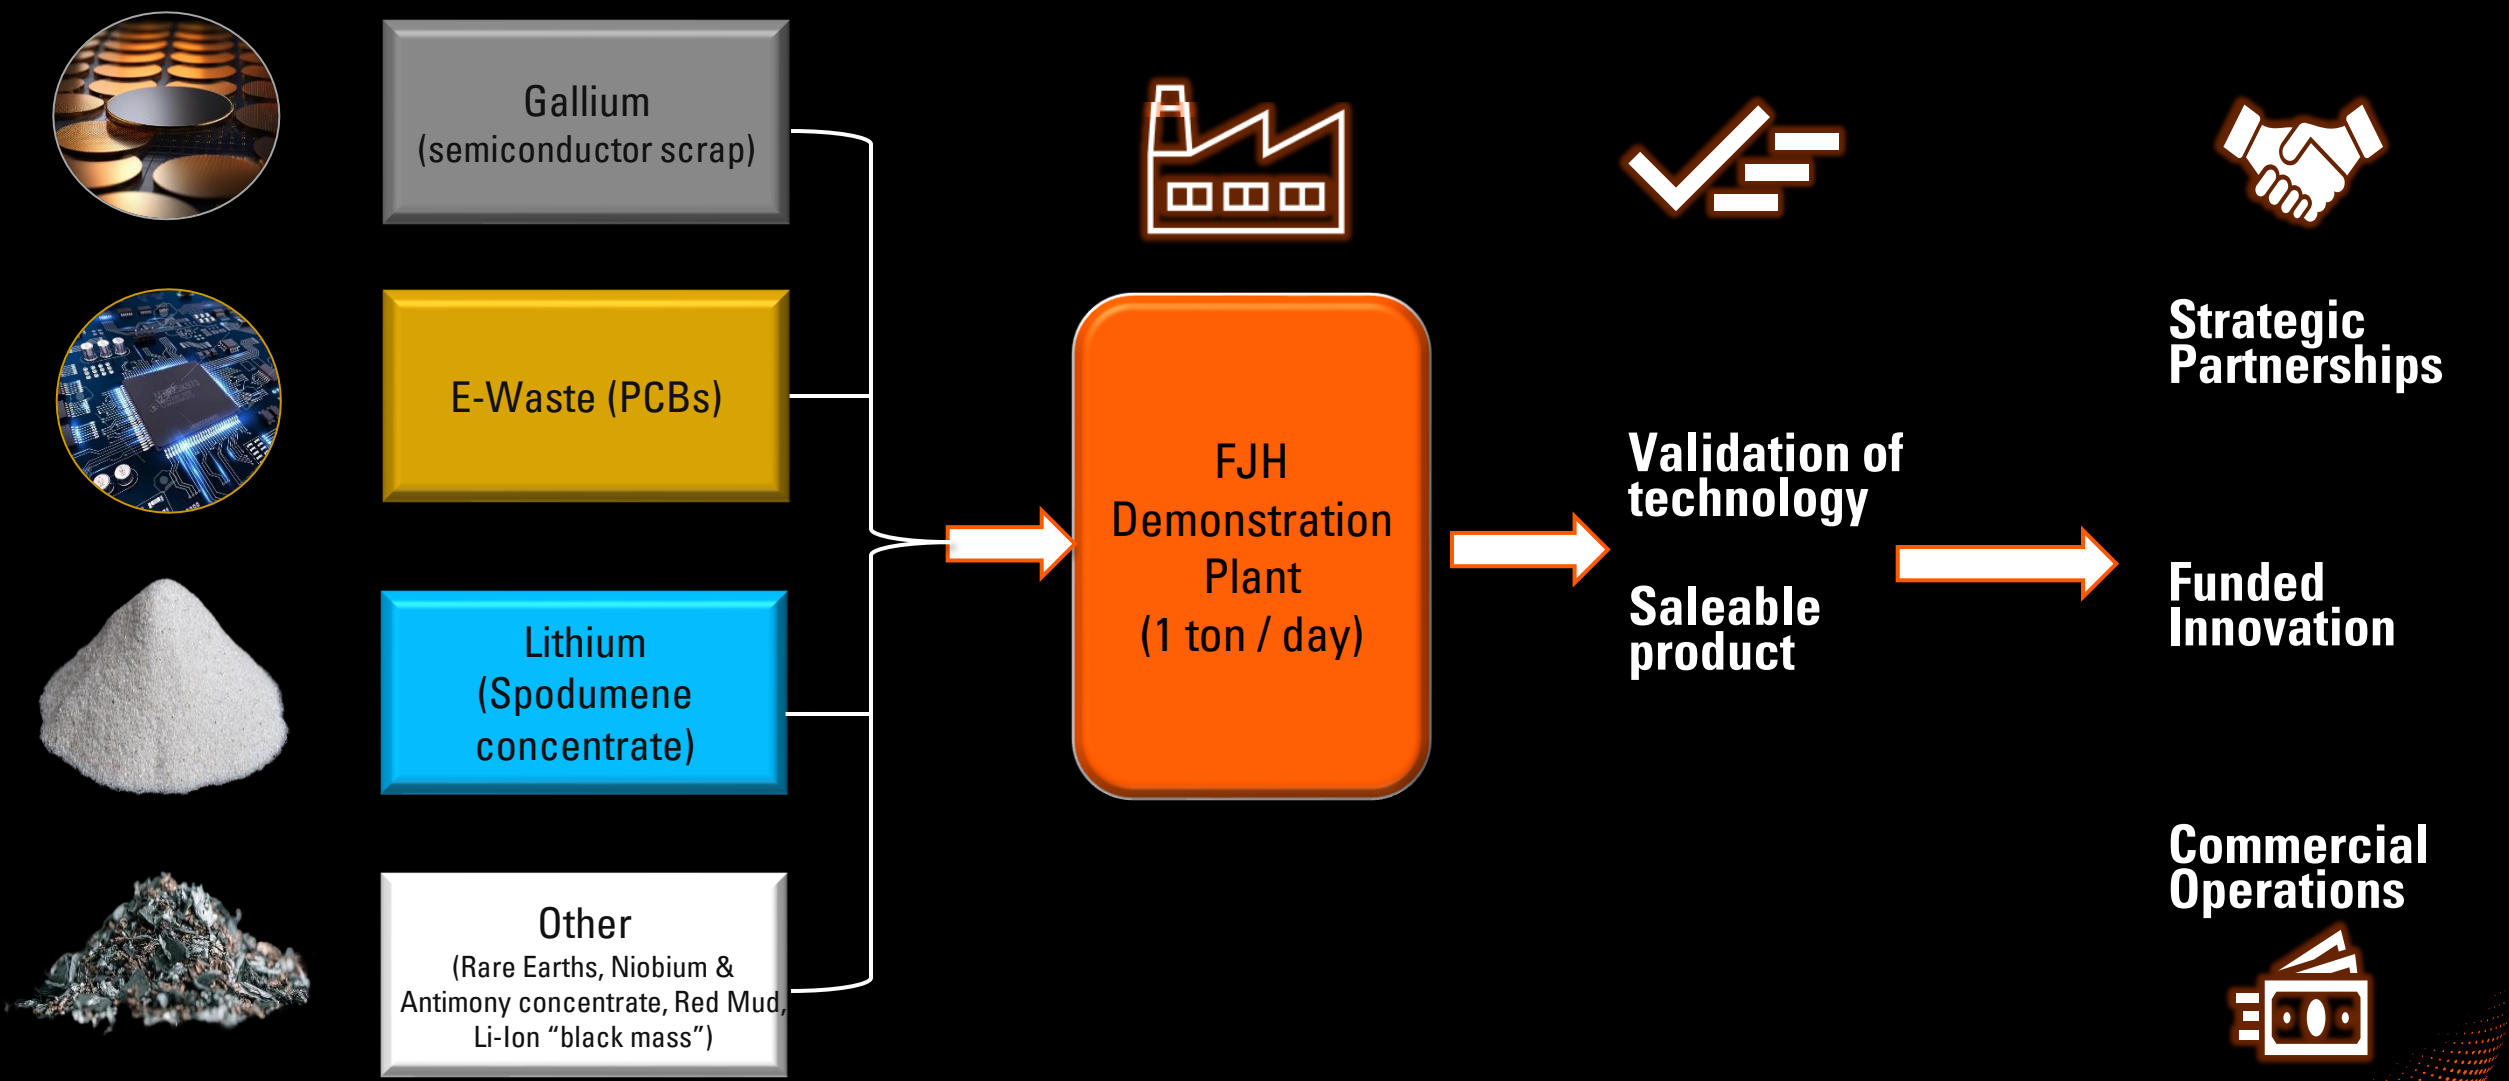 Gallium
(semiconductor scrap)
E-Waste (PCBs)
Lithium
(Spodumene
concentrate)
Other
(Rare Earths, Niobium &
Antimony concentrate, Red Mud,
Li-Ion “black mass”)
FJH
Demonstration
Plant
(1 ton / day)
Validation of
technology
Saleable
product
Strategic
Partnerships
Funded
Innovation
Commercial
Operations